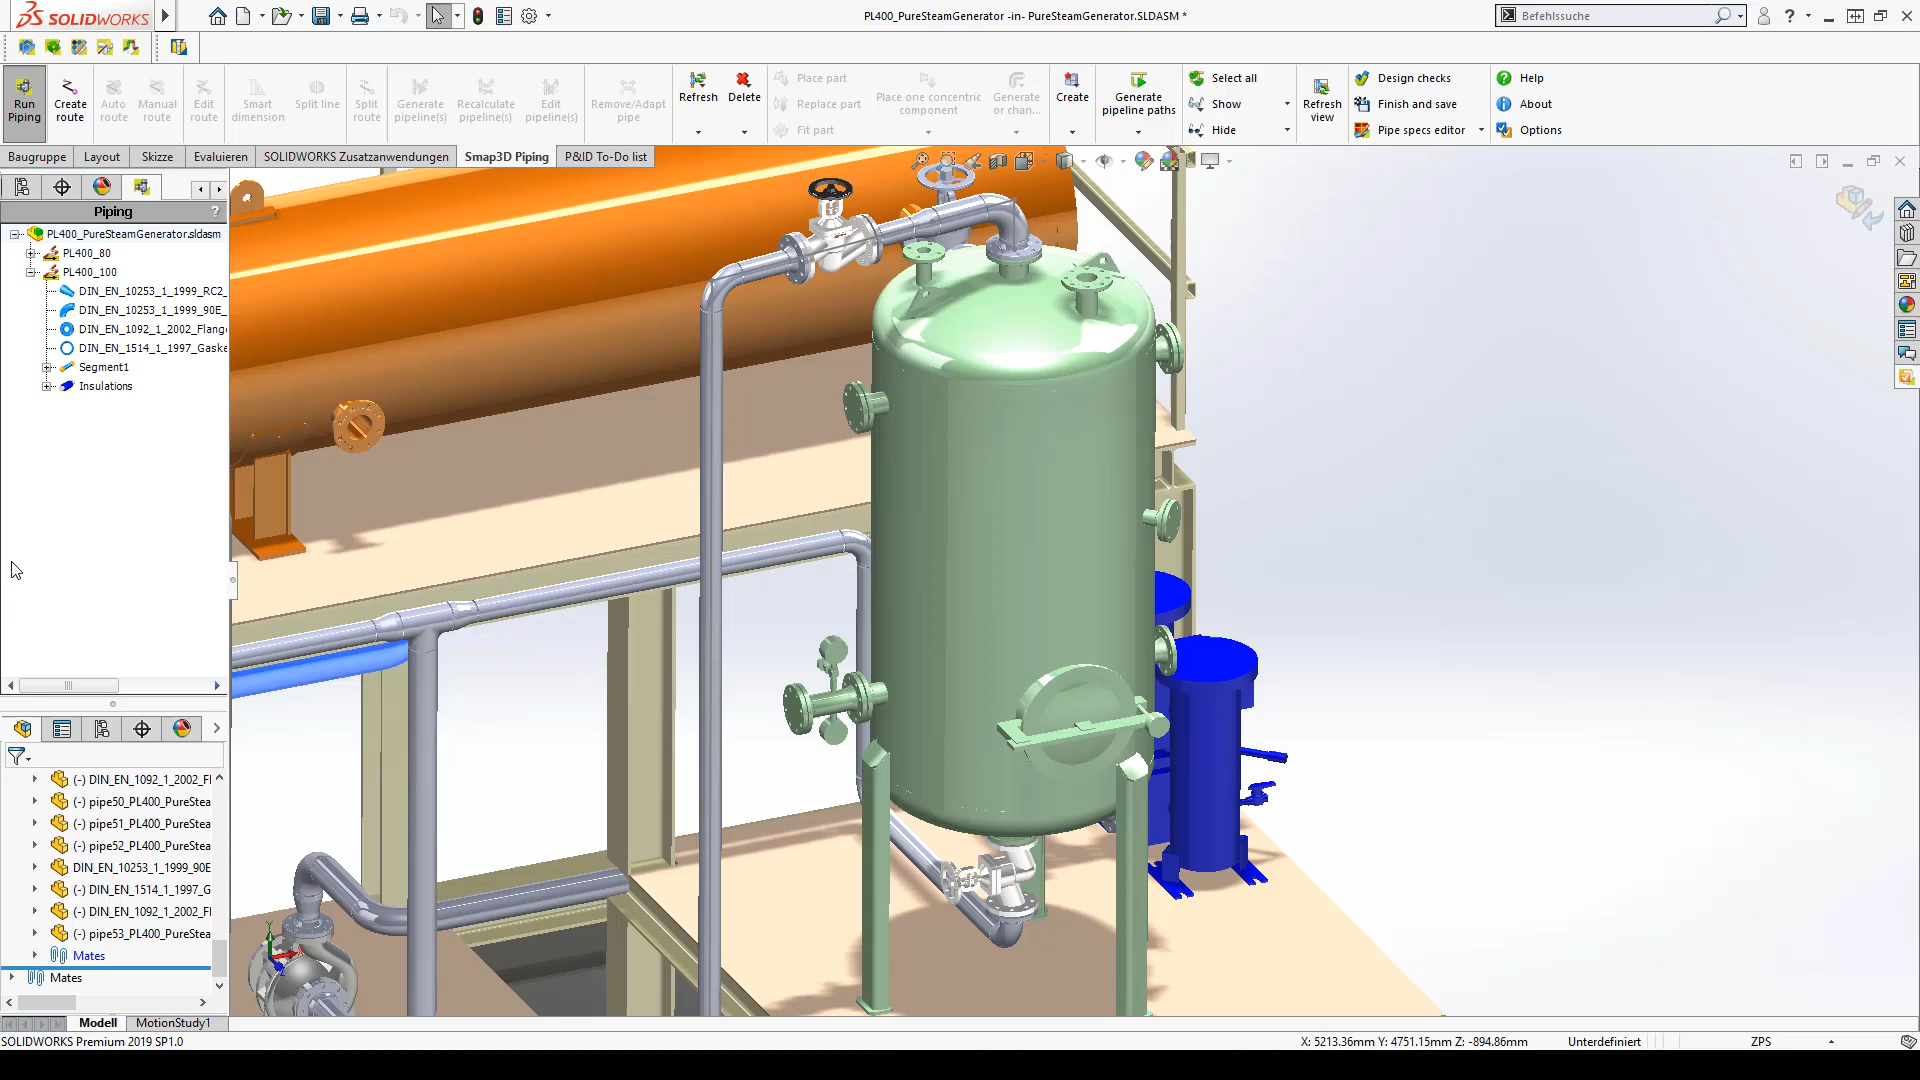 SOLIDWORKS
PL400_PureSteamGenerator -in- PureSteamGenerator.SLDASM *
Befehlssuche
Run Piping
Create route
Auto route
Manual route
Edit route
Smart dimension
Split line
Split route
Generate pipeline(s)
Recalculate pipeline(s)
Edit pipeline(s)
Remove/Adapt pipe
Refresh
Delete
Place part
Replace part
Fit part
Place one concentric component
Generate or chan...
Create
Generate pipeline paths
Select all
Show
Hide
Refresh view
Design checks
Finish and save
Pipe specs editor
Help
About
Options
Baugruppe
Layout
Skizze
Evaluieren
SOLIDWORKS Zusatzanwendungen
Smap3D Piping
P&ID To-Do list
Piping
?
PL400_PureSteamGenerator.sldasm
PL400_80
PL400_100
DIN_EN_10253_1_1999_RC2_
DIN_EN_10253_1_1999_90E_
DIN_EN_1092_1_2002_Flang
DIN_EN_1514_1_1997_Gaske
Segment1
Insulations
(-) DIN_EN_1092_1_2002_Fl
(-) pipe50_PL400_PureStea
(-) pipe51_PL400_PureStea
(-) pipe52_PL400_PureStea
DIN_EN_10253_1_1999_90E
(-) DIN_EN_1514_1_1997_G
(-) DIN_EN_1092_1_2002_Fl
(-) pipe53_PL400_PureStea
Mates
Mates
Modell
MotionStudy1
SOLIDWORKS Premium 2019 SP1.0
X: 5213.36mm Y: 4751.15mm Z: -894.86mm
Unterdefiniert
ZPS